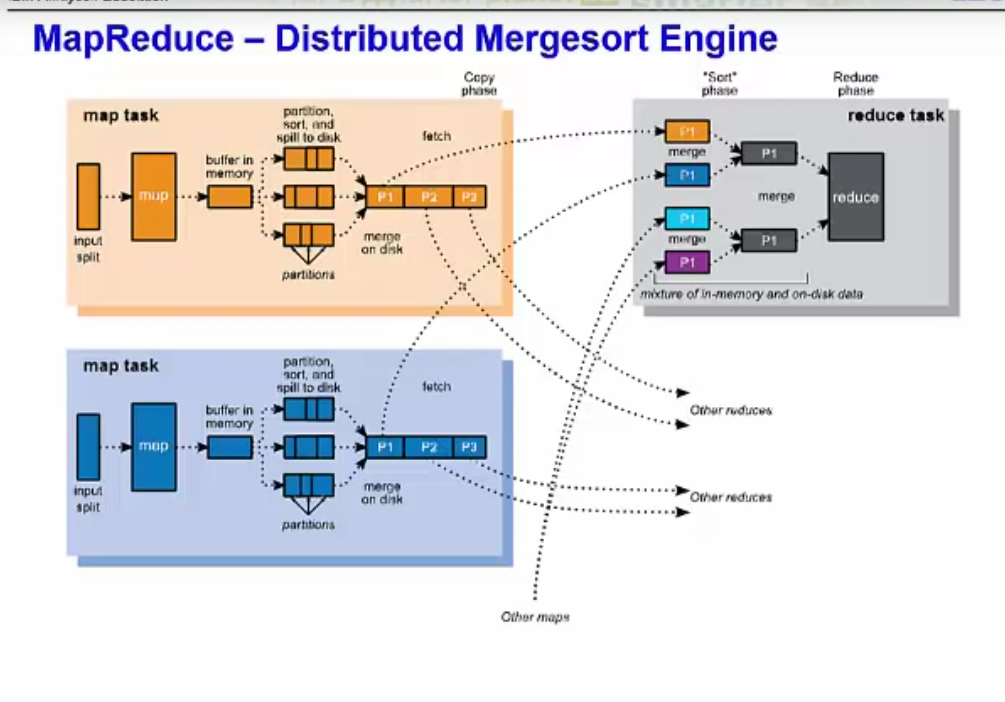 MapReduce – Distributed Mergesort Engine
Copy
phase
"Sort"
phase
Reduce
phase
map task
partition,
sort, and
spill to disk
fetch
buffer in
memory
map
P1 P2 P3
input
split
merge
on disk
partitions
reduce task
P1
merge
P1
P1
merge
reduce
P1
merge
P1
P1
mixture of in-memory and on-disk data
map task
partition,
sort, and
spill to disk
fetch
buffer in
memory
map
P1 P2 P3
input
split
merge
on disk
partitions
Other reduces
Other reduces
Other maps